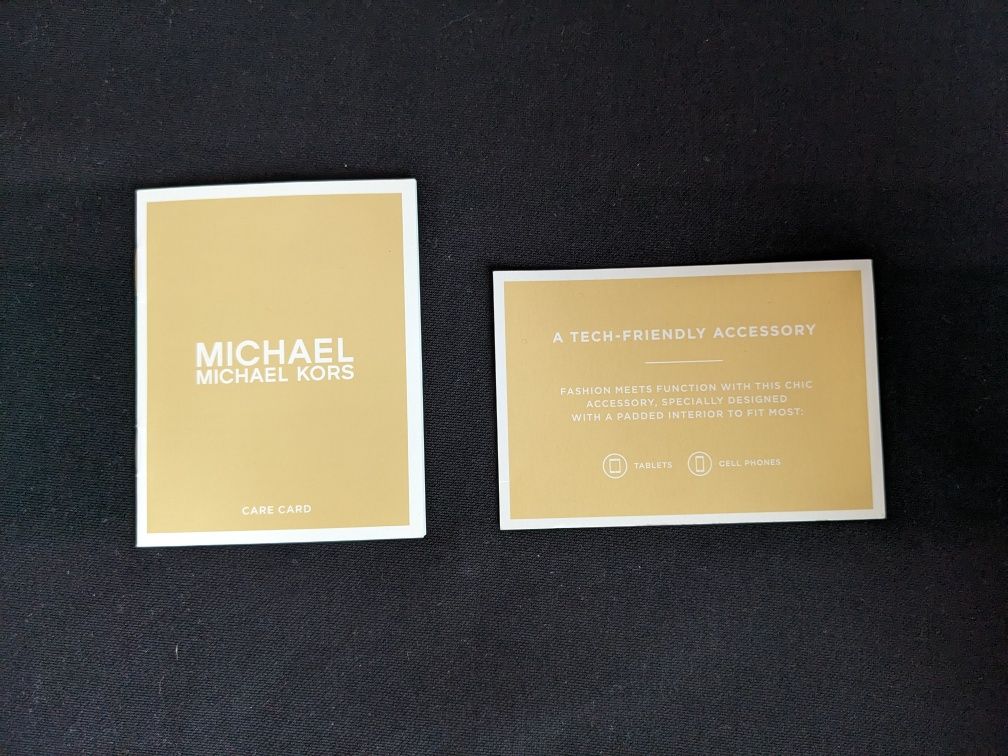 MICHAEL
MICHAEL KORS
CARE CARD
A TECH-FRIENDLY ACCESSORY
FASHION MEETS FUNCTION WITH THIS CHIC
ACCESSORY, SPECIALLY DESIGNED
WITH A PADDED INTERIOR TO FIT MOST:
TABLETS CELL PHONES